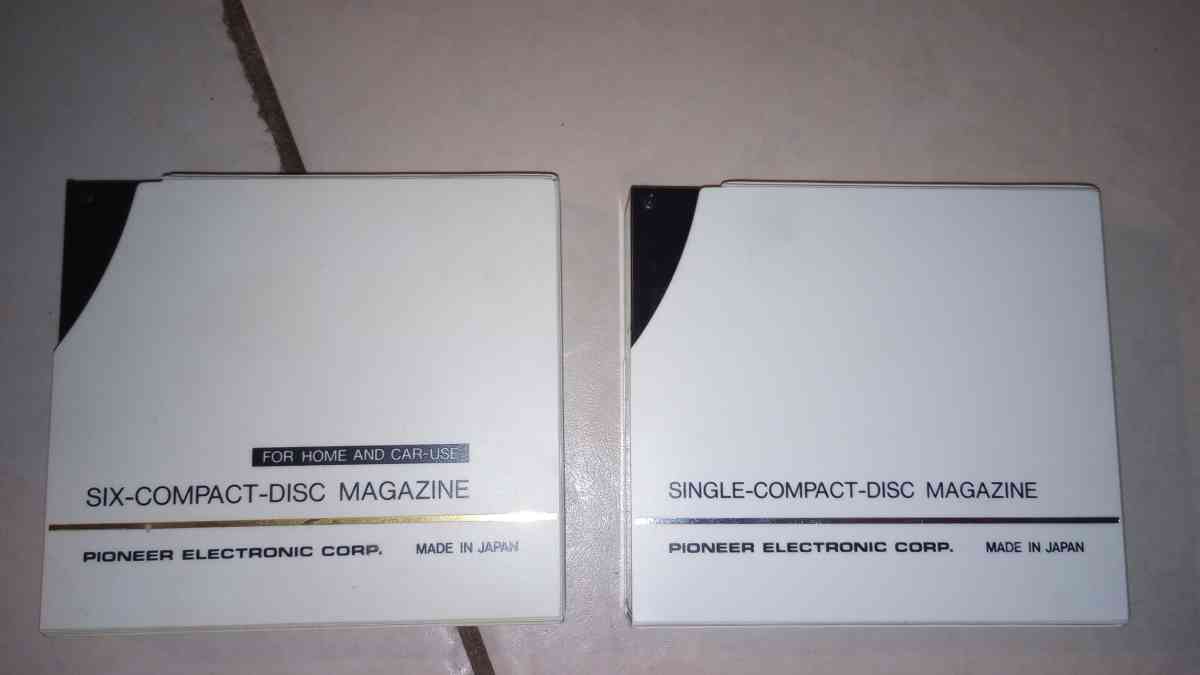 FOR HOME AND CAR-USE
SIX-COMPACT-DISC MAGAZINE
PIONEER ELECTRONIC CORP. MADE IN JAPAN
SINGLE-COMPACT-DISC MAGAZINE
PIONEER ELECTRONIC CORP. MADE IN JAPAN